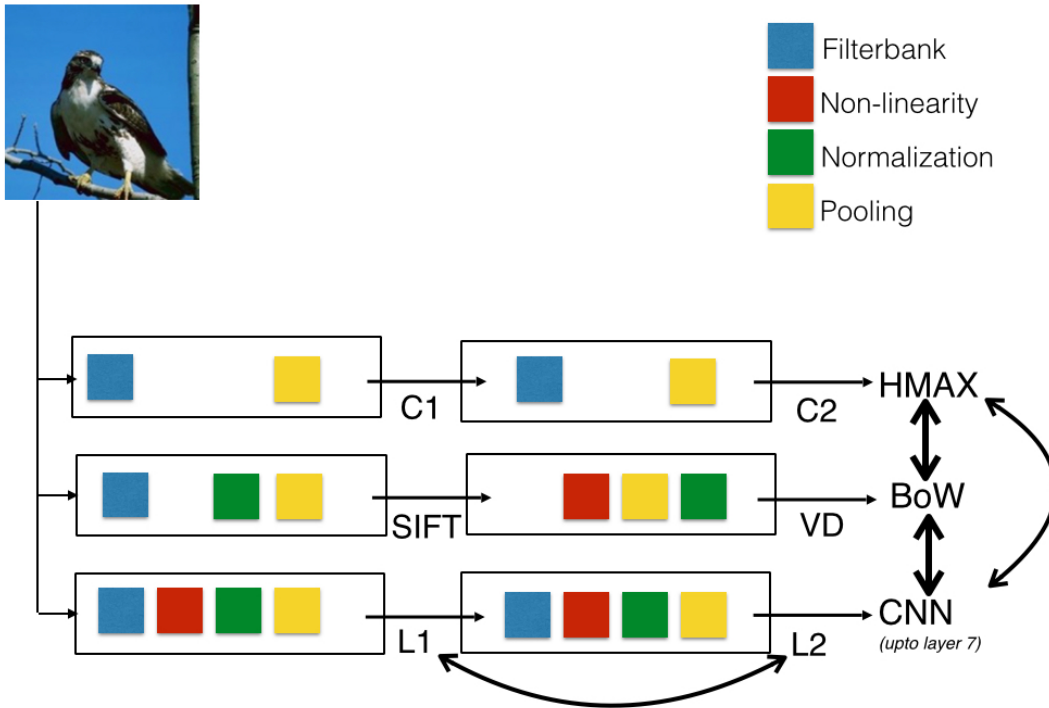 Filterbank
Non-linearity
Normalization
Pooling
C1
C2
HMAX
SIFT
VD
BoW
L1
L2
CNN
(upto layer 7)